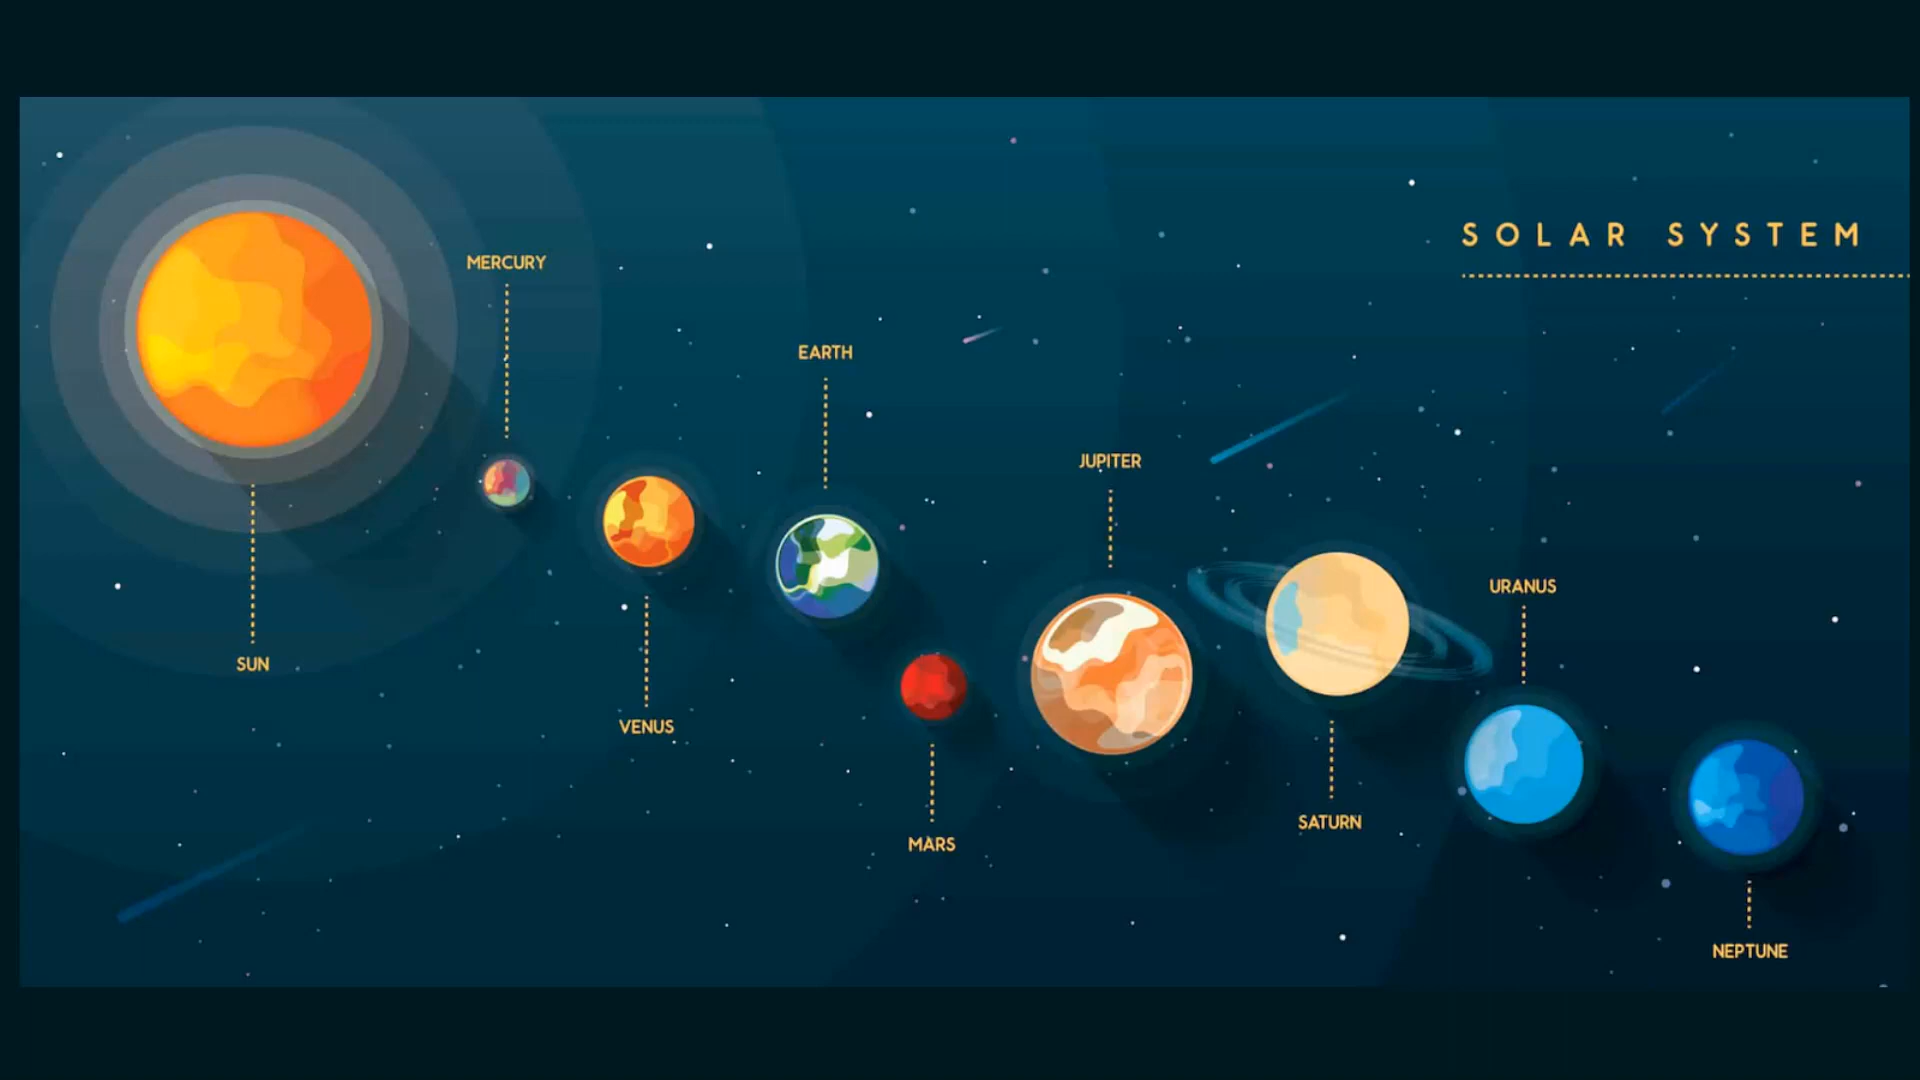 SOLAR SYSTEM
MERCURY
EARTH
JUPITER
URANUS
SUN
VENUS
MARS
SATURN
NEPTUNE